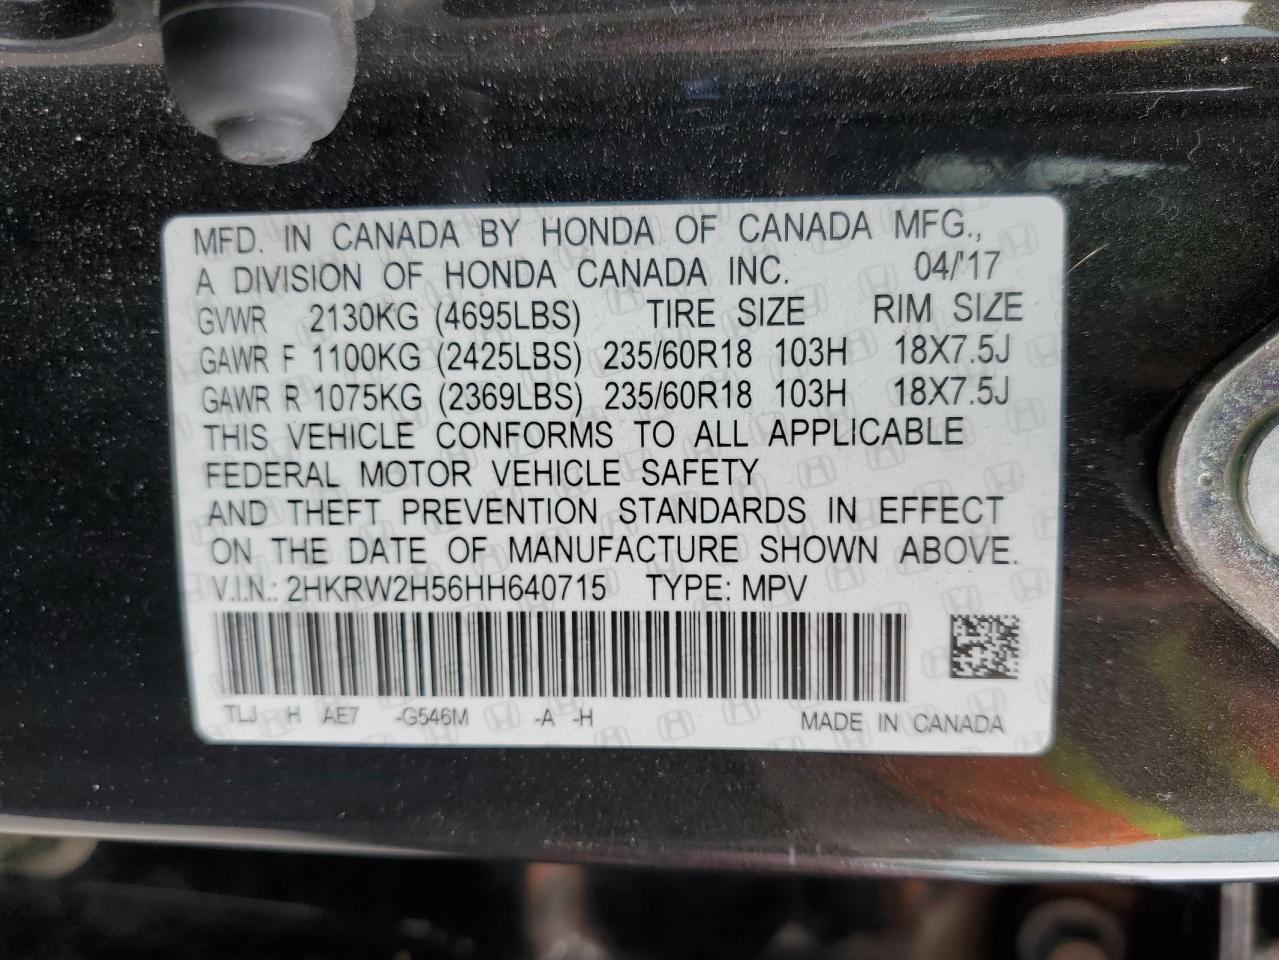 MFD. IN CANADA BY HONDA OF CANADA MFG.,
A DIVISION OF HONDA CANADA INC. 04/'17
GVWR 2130KG (4695LBS) TIRE SIZE RIM SIZE
GAWR F 1100KG (2425LBS) 235/60R18 103H 18X7.5J
GAWR R 1075KG (2369LBS) 235/60R18 103H 18X7.5J
THIS VEHICLE CONFORMS TO ALL APPLICABLE
FEDERAL MOTOR VEHICLE SAFETY
AND THEFT PREVENTION STANDARDS IN EFFECT
ON THE DATE OF MANUFACTURE SHOWN ABOVE.
V.I.N.: 2HKRW2H56HH640715 TYPE: MPV
TLJ H AE7 -G546M -A -H MADE IN CANADA